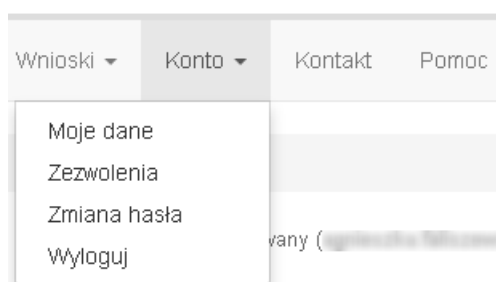 Wnioski Konto Kontakt Pomoc
Moje dane
Zezwolenia
Zmiana hasła
vany (
Wyloguj